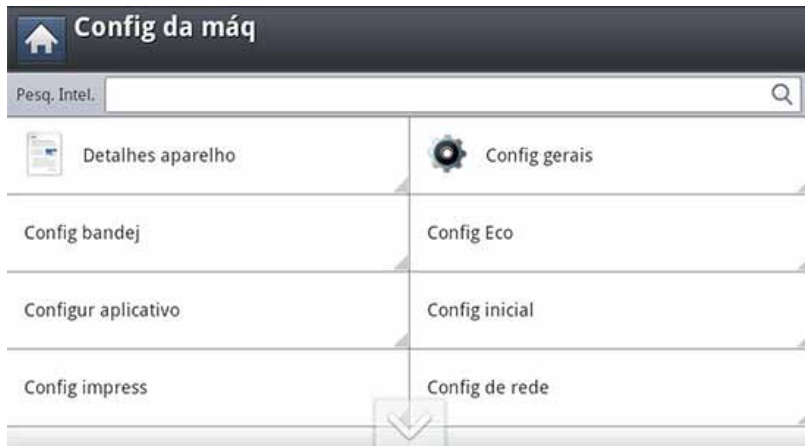 Config da máq
Pesq. Intel.
Detalhes aparelho
Config gerais
Config bandej
Config Eco
Configur aplicativo
Config inicial
Config impress
Config de rede